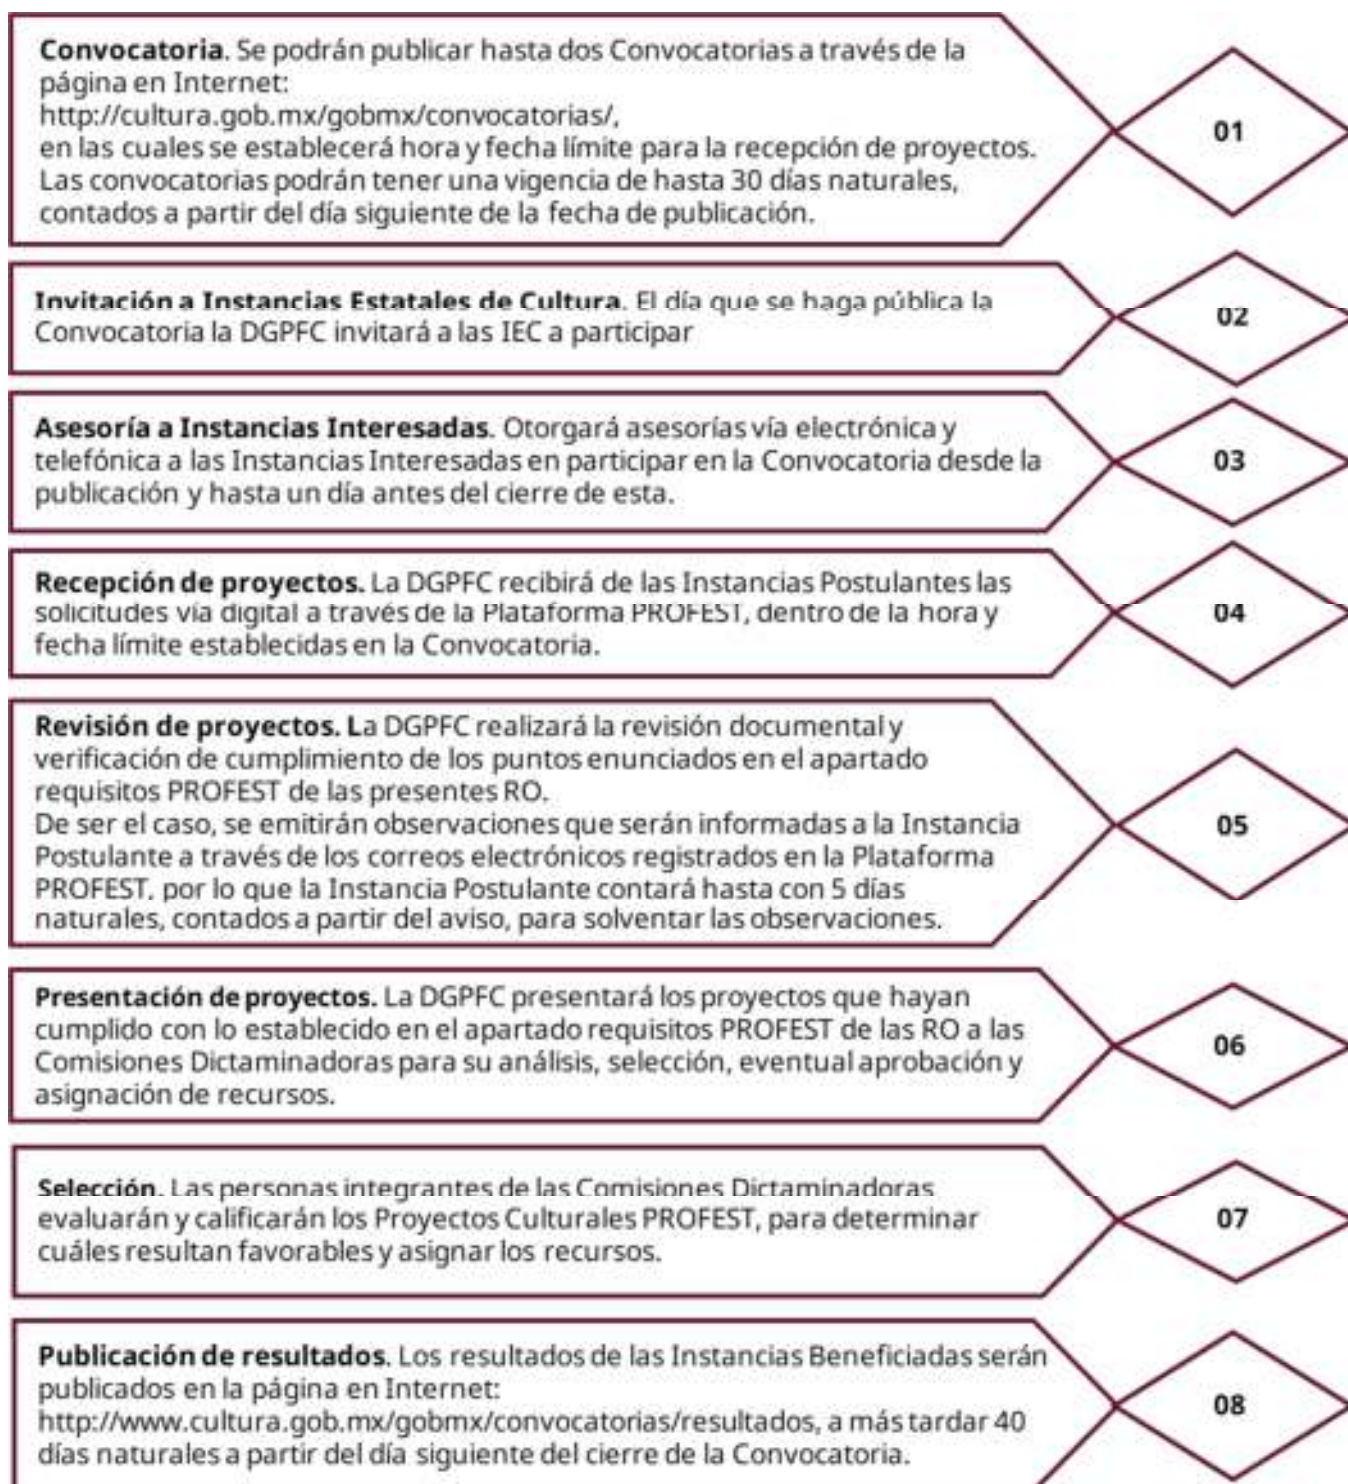 Convocatoria. Se podrán publicar hasta dos Convocatorias a través de la
página en Internet:
http://cultura.gob.mx/gobmx/convocatorias/,
en las cuales se establecerá hora y fecha límite para la recepción de proyectos.
Las convocatorias podrán tener una vigencia de hasta 30 días naturales,
contados a partir del día siguiente de la fecha de publicación.
01
Invitación a Instancias Estatales de Cultura. El día que se haga pública la
Convocatoria la DGPFC invitará a las IEC a participar
02
Asesoría a Instancias Interesadas. Otorgará asesorías vía electrónica y
telefónica a las Instancias Interesadas en participar en la Convocatoria desde la
publicación y hasta un día antes del cierre de esta.
03
Recepción de proyectos. La DGPFC recibirá de las Instancias Postulantes las
solicitudes vía digital a través de la Plataforma PROFEST, dentro de la hora y
fecha límite establecidas en la Convocatoria.
04
Revisión de proyectos. La DGPFC realizará la revisión documental y
verificación de cumplimiento de los puntos enunciados en el apartado
requisitos PROFEST de las presentes RO.
De ser el caso, se emitirán observaciones que serán informadas a la Instancia
Postulante a través de los correos electrónicos registrados en la Plataforma
PROFEST, por lo que la Instancia Postulante contará hasta con 5 días
naturales, contados a partir del aviso, para solventar las observaciones.
05
Presentación de proyectos. La DGPFC presentará los proyectos que hayan
cumplido con lo establecido en el apartado requisitos PROFEST de las RO a las
Comisiones Dictaminadoras para su análisis, selección, eventual aprobación y
asignación de recursos.
06
Selección. Las personas integrantes de las Comisiones Dictaminadoras
evaluarán y calificarán los Proyectos Culturales PROFEST, para determinar
cuáles resultan favorables y asignar los recursos.
07
Publicación de resultados. Los resultados de las Instancias Beneficiadas serán
publicados en la página en Internet:
http://www.cultura.gob.mx/gobmx/convocatorias/resultados, a más tardar 40
días naturales a partir del día siguiente del cierre de la Convocatoria.
08